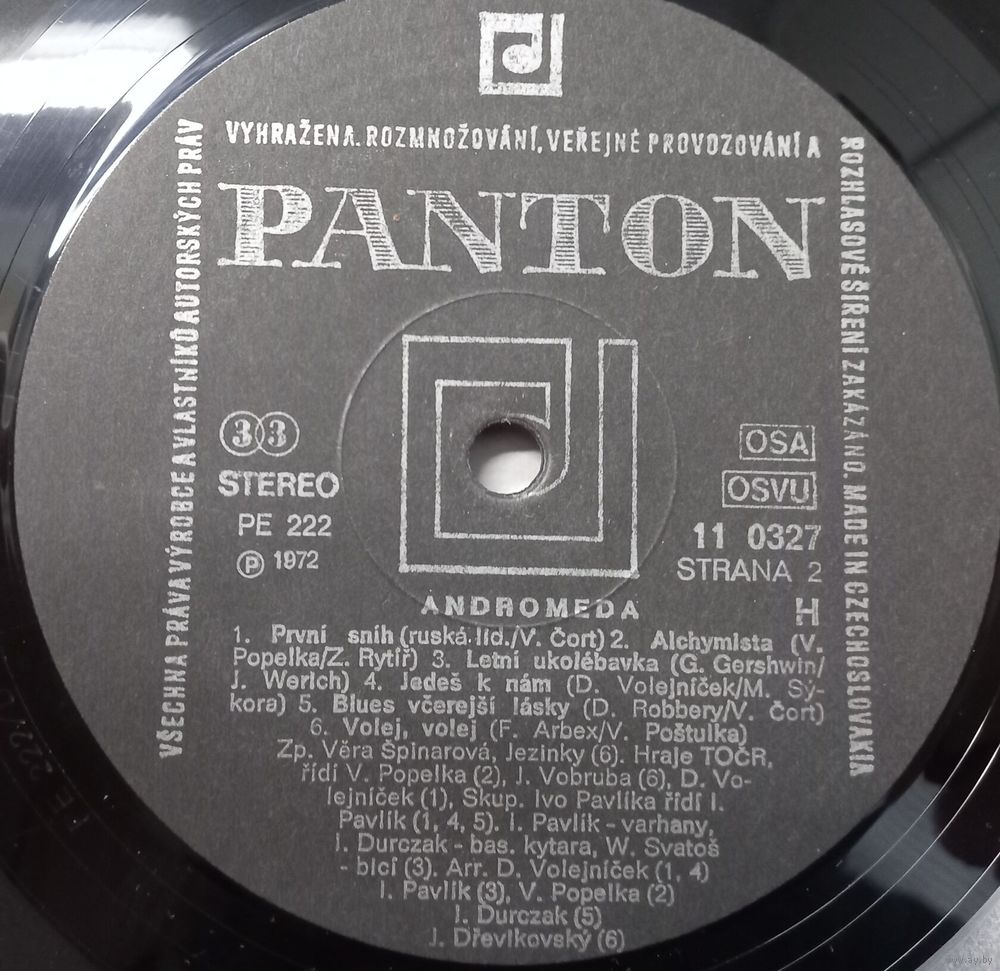 VŠECHNA PRÁVA VÝROBCE A VLASTNÍKŮ AUTORSKÝCH PRÁV
VYHRAŽENA. ROZMNOŽOVÁNÍ, VEŘEJNÉ PROVOZOVÁNÍ A
ROZHLASOVÉ ŠÍŘENÍ ZAKÁZÁNO. MADE IN CZECHOSLOVAKIA
PANTON
33
STEREO
PE 222
Ⓟ 1972
OSA
OSVU
11 0327
STRANA 2
H
ANDROMEDA
1. První sníh (ruská lid./V. Čort) 2. Alchymista (V.
Popelka/Z. Rytíř) 3. Letní ukolébavka (G. Gershwin/
J. Werich) 4. Jedeš k nám (D. Volejníček/M. Sý-
kora) 5. Blues včerejší lásky (D. Robbery/V. Čort)
6. Volej, volej (F. Arbex/V. Poštulka)
Zp. Věra Špinarová, Jezinky (6). Hraje TOČR,
řídí V. Popelka (2), J. Vobruba (6), D. Vo-
lejníček (1), Skup. Ivo Pavlíka řídí I.
Pavlík (1, 4, 5). I. Pavlík - varhany,
I. Durczak - bas. kytara, W. Svatoš
- bicí (3). Arr. D. Volejníček (1, 4)
I. Pavlík (3), V. Popelka (2)
I. Durczak (5)
J. Dřevikovský (6)